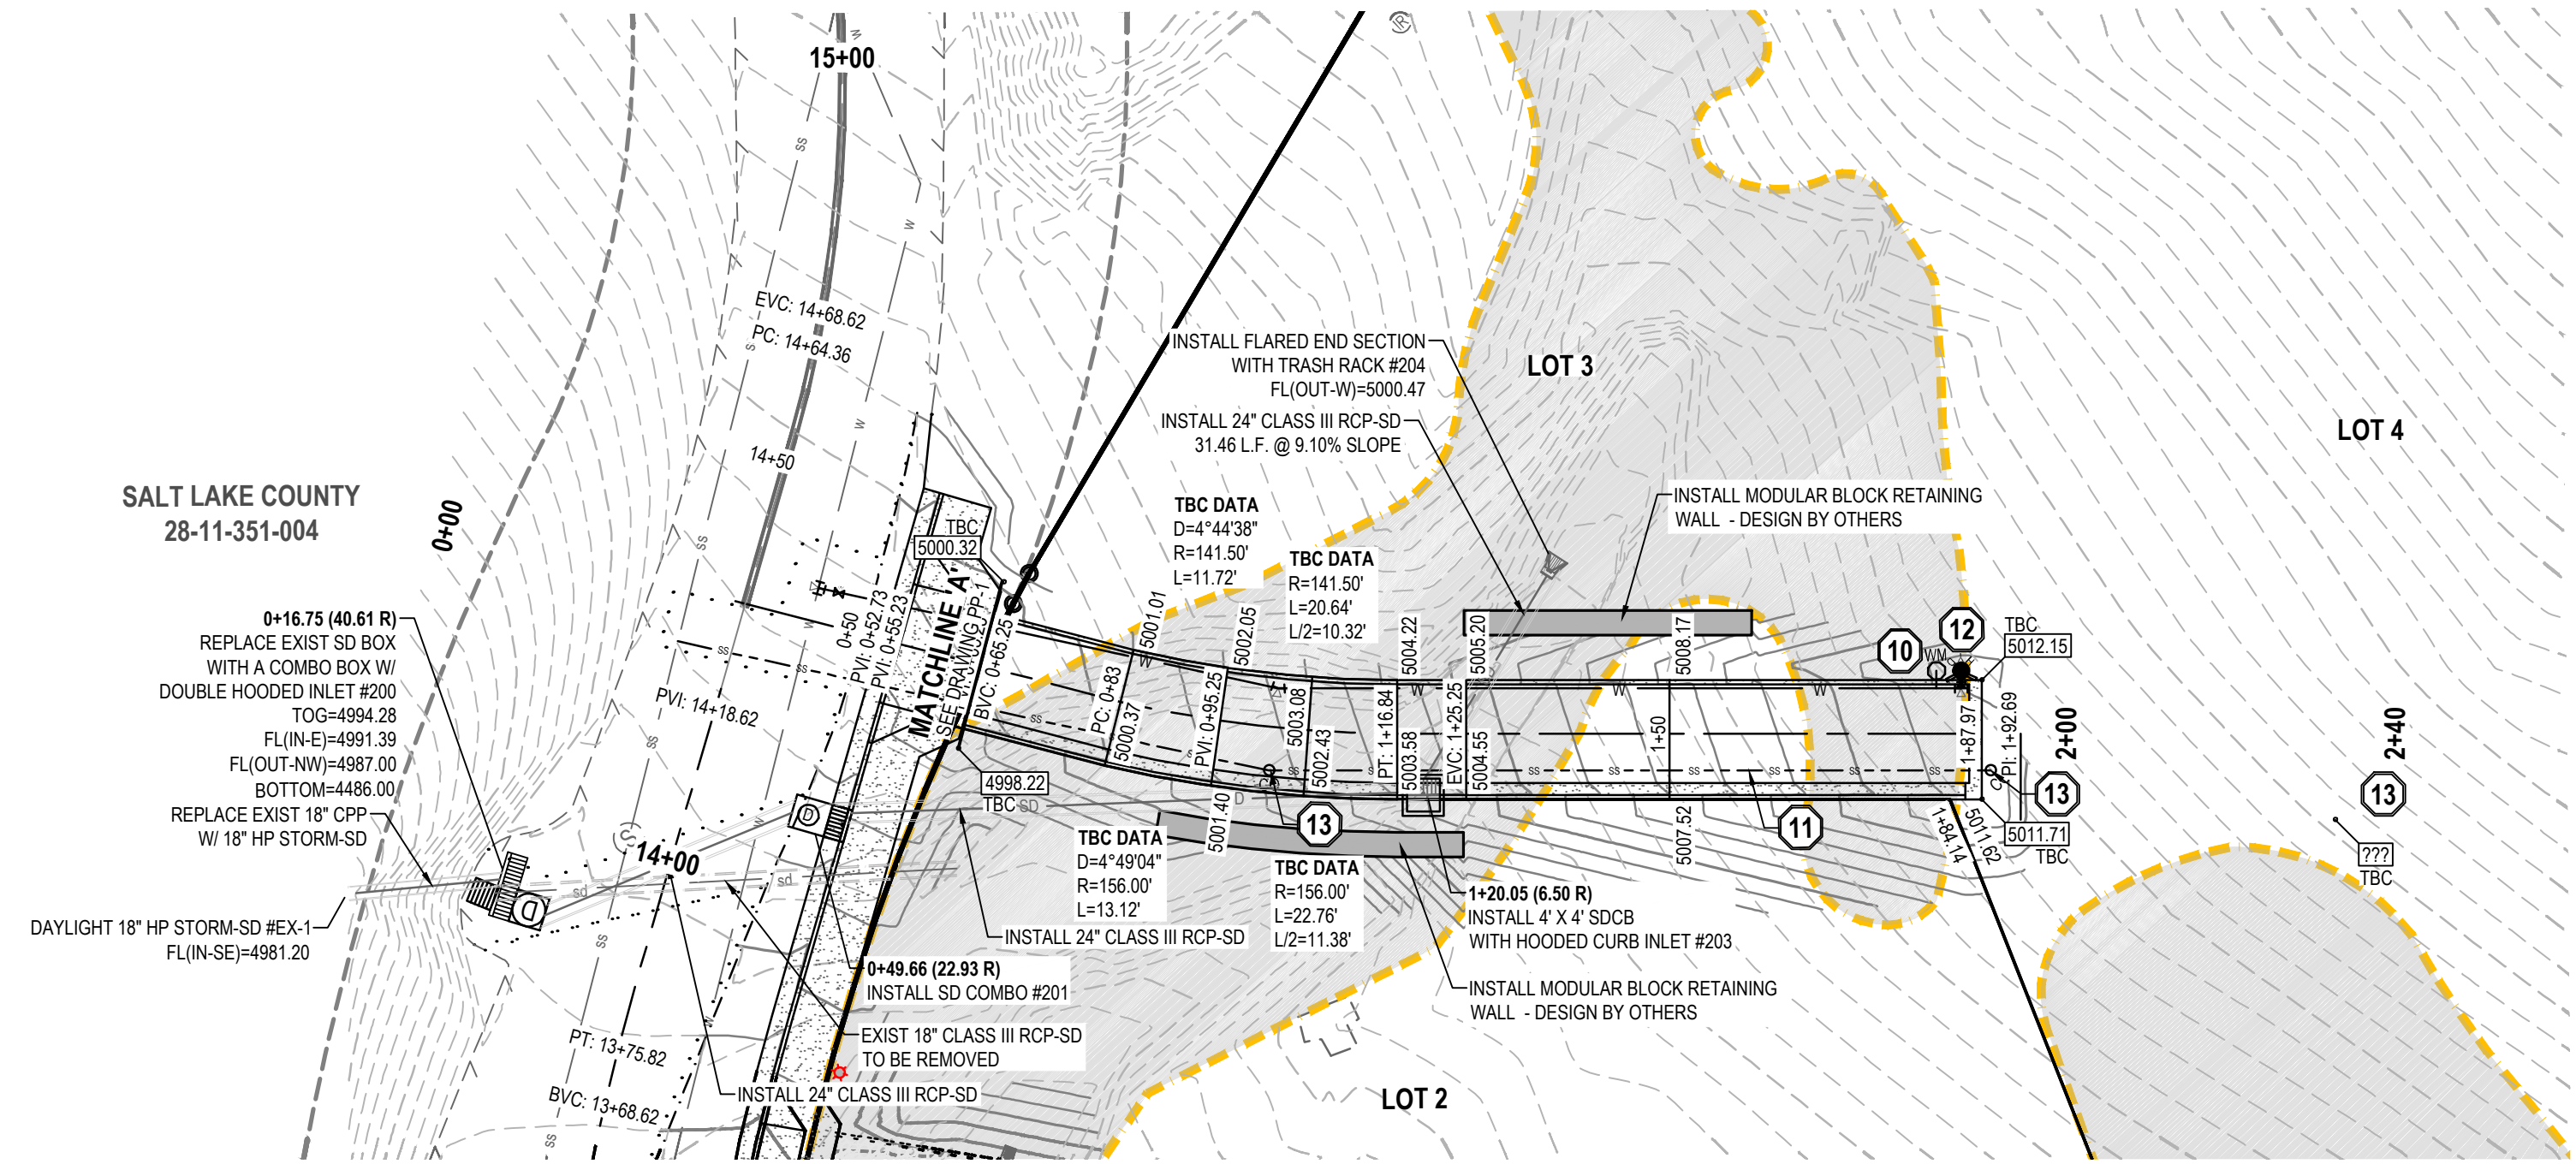 15+00
EVC: 14+68.62
PC: 14+64.36
14+50
SALT LAKE COUNTY
28-11-351-004
0+00
0+16.75 (40.61 R)
REPLACE EXIST SD BOX
WITH A COMBO BOX W/
DOUBLE HOODED INLET #200
TOG=4994.28
FL(IN-E)=4991.39
FL(OUT-NW)=4987.00
BOTTOM=4486.00
REPLACE EXIST 18" CPP
W/ 18" HP STORM-SD
DAYLIGHT 18" HP STORM-SD #EX-1
FL(IN-SE)=4981.20
14+00
PVI: 14+18.62
PT: 13+75.82
BVC: 13+68.62
TBC
5000.32
0+50
PVI: 0+52.73
PVI: 0+55.23
MATCHLINE 'A'
SEE DRAWING PP-1
BVC: 0+65.25
4998.22
TBC
INSTALL FLARED END SECTION
WITH TRASH RACK #204
FL(OUT-W)=5000.47
INSTALL 24" CLASS III RCP-SD
31.46 L.F. @ 9.10% SLOPE
TBC DATA
D=4°44'38"
R=141.50'
L=11.72'
TBC DATA
R=141.50'
L=20.64'
L/2=10.32'
LOT 3
LOT 4
INSTALL MODULAR BLOCK RETAINING
WALL - DESIGN BY OTHERS
5001.01
PC: 0+83
5000.37
5002.05
PVI: 0+95.25
5001.40
5003.08
5002.43
5004.22
PT: 1+16.84
5003.58
5005.20
EVC: 1+25.25
5004.55
5008.17
1+50
5007.52
10
WM
12
TBC
5012.15
1+87.97
PI: 1+92.69
2+00
2+40
13
13
13
11
1+84.14
5011.62
5011.71
TBC
???
TBC
TBC DATA
D=4°49'04"
R=156.00'
L=13.12'
TBC DATA
R=156.00'
L=22.76'
L/2=11.38'
1+20.05 (6.50 R)
INSTALL 4' X 4' SDCB
WITH HOODED CURB INLET #203
INSTALL 24" CLASS III RCP-SD
0+49.66 (22.93 R)
INSTALL SD COMBO #201
INSTALL MODULAR BLOCK RETAINING
WALL - DESIGN BY OTHERS
EXIST 18" CLASS III RCP-SD
TO BE REMOVED
INSTALL 24" CLASS III RCP-SD
LOT 2